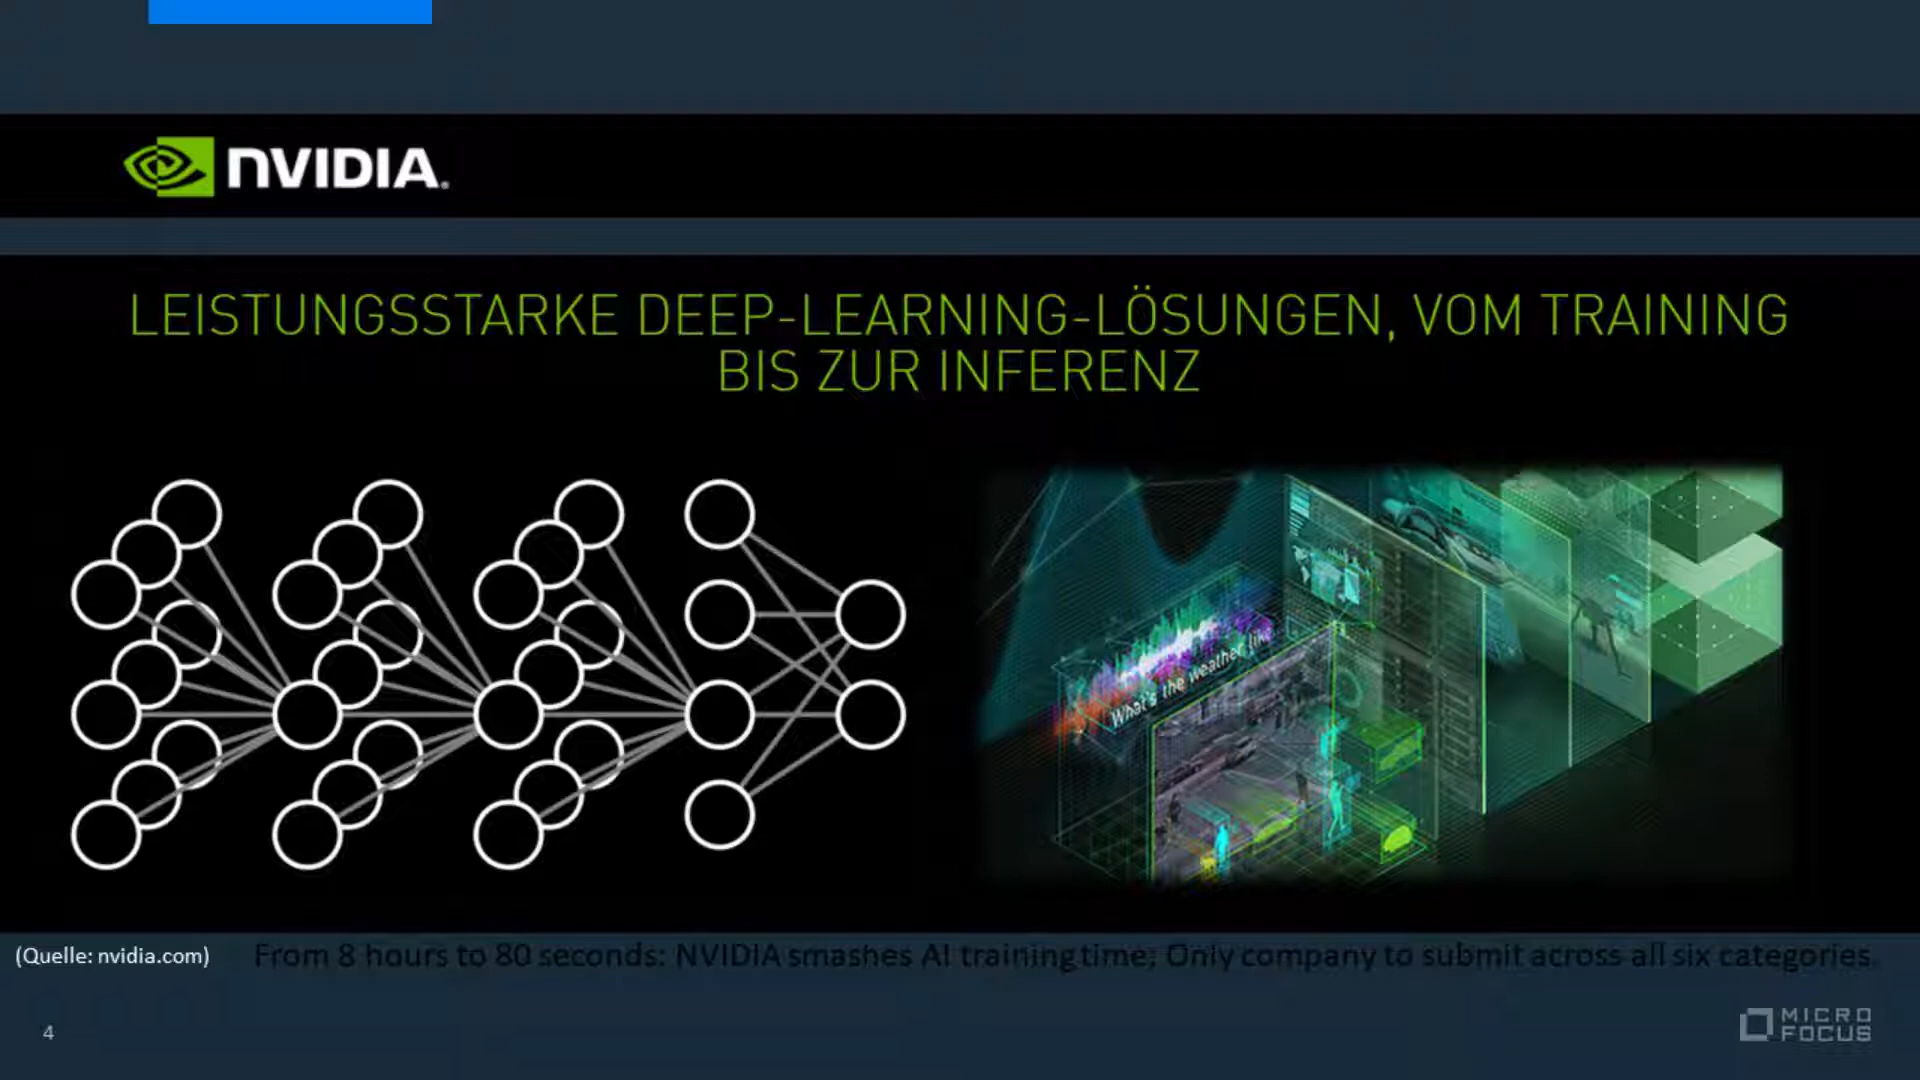 NVIDIA.
LEISTUNGSSTARKE DEEP-LEARNING-LÖSUNGEN, VOM TRAINING
BIS ZUR INFERENZ
What's the weather like
(Quelle: nvidia.com)
From 8 hours to 80 seconds: NVIDIA smashes AI training time; Only company to submit across all six categories.
4
MICRO
FOCUS